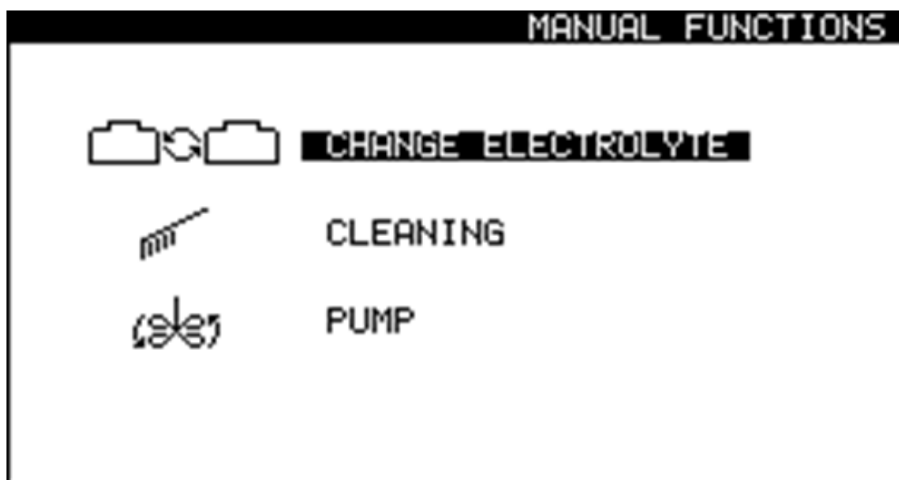 MANUAL FUNCTIONS
CHANGE ELECTROLYTE
CLEANING
PUMP